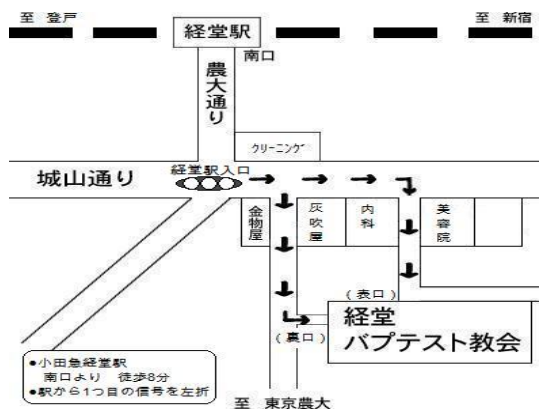 至 登戸
至 新宿
経堂駅
南口
農大通り
クリーニング
経堂駅入口
城山通り
金物屋
灰吹屋
内科
美容院
(表口)
経堂
バプテスト教会
(裏口)
●小田急経堂駅
南口より 徒歩8分
●駅から1つ目の信号を左折
至 東京農大